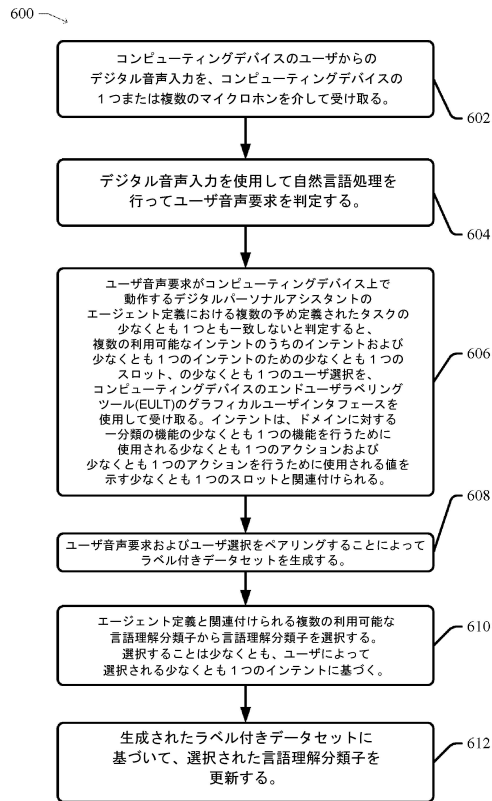 600
コンピューティングデバイスのユーザからの
デジタル音声入力を、コンピューティングデバイスの
1つまたは複数のマイクロホンを介して受け取る。
602
デジタル音声入力を使用して自然言語処理を
行ってユーザ音声要求を判定する。
604
ユーザ音声要求がコンピューティングデバイス上で
動作するデジタルパーソナルアシスタントの
エージェント定義における複数の予め定義されたタスクの
少なくとも1つとも一致しないと判定すると、
複数の利用可能なインテントのうちのインテントおよび
少なくとも1つのインテントのための少なくとも1つの
スロット、の少なくとも1つのユーザ選択を、
コンピューティングデバイスのエンドユーザラベリング
ツール(EULT)のグラフィカルユーザインタフェースを
使用して受け取る。インテントは、ドメインに対する
一分類の機能の少なくとも1つの機能を行うために
使用される少なくとも1つのアクションおよび
少なくとも1つのアクションを行うために使用される値を
示す少なくとも1つのスロットと関連付けられる。
606
608
ユーザ音声要求およびユーザ選択をペアリングすることによって
ラベル付きデータセットを生成する。
エージェント定義と関連付けられる複数の利用可能な
言語理解分類子から言語理解分類子を選択する。
選択することは少なくとも、ユーザによって
選択される少なくとも1つのインテントに基づく。
610
生成されたラベル付きデータセットに
基づいて、選択された言語理解分類子を
更新する。
612